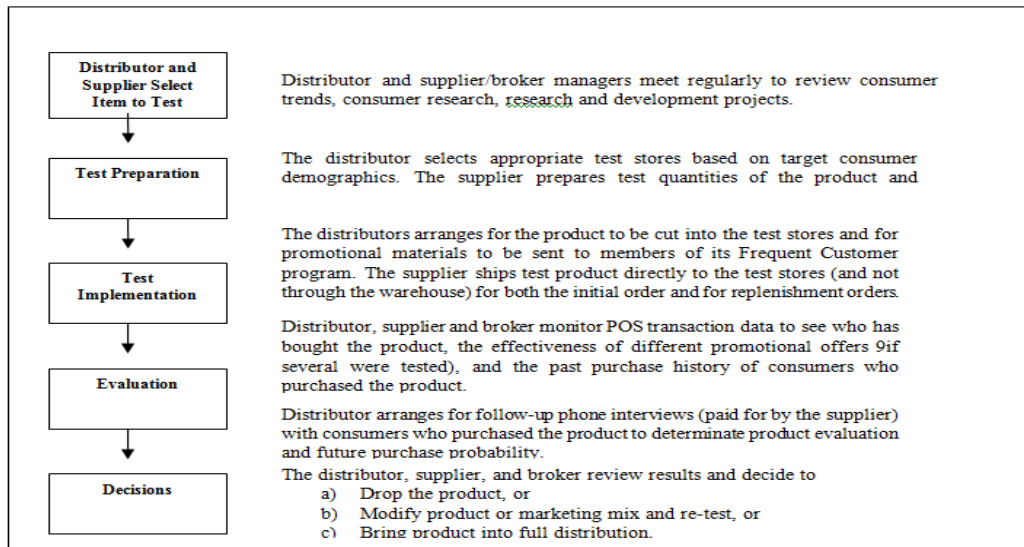 Distributor and
Supplier Select
Item to Test
Distributor and supplier/broker managers meet regularly to review consumer
trends, consumer research, research and development projects.
Test Preparation
The distributor selects appropriate test stores based on target consumer
demographics. The supplier prepares test quantities of the product and
Test
Implementation
The distributors arranges for the product to be cut into the test stores and for
promotional materials to be sent to members of its Frequent Customer
program. The supplier ships test product directly to the test stores (and not
through the warehouse) for both the initial order and for replenishment orders.
Evaluation
Distributor, supplier and broker monitor POS transaction data to see who has
bought the product, the effectiveness of different promotional offers 9if
several were tested), and the past purchase history of consumers who
purchased the product.
Distributor arranges for follow-up phone interviews (paid for by the supplier)
with consumers who purchased the product to determinate product evaluation
and future purchase probability.
Decisions
The distributor, supplier, and broker review results and decide to
a) Drop the product, or
b) Modify product or marketing mix and re-test, or
c) Bring product into full distribution.